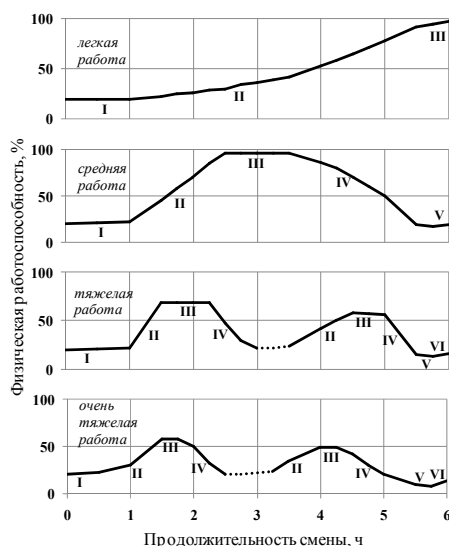 Физическая работоспособность, %
легкая
работа
100
50
0
I
II
III
средняя
работа
100
50
0
I
II
III
IV
V
тяжелая
работа
100
50
0
I
II
III
IV
II
III
IV
V
VI
очень
тяжелая
работа
100
50
0
I
II
III
IV
II
III
IV
V
VI
0 1 2 3 4 5 6
Продолжительность смены, ч